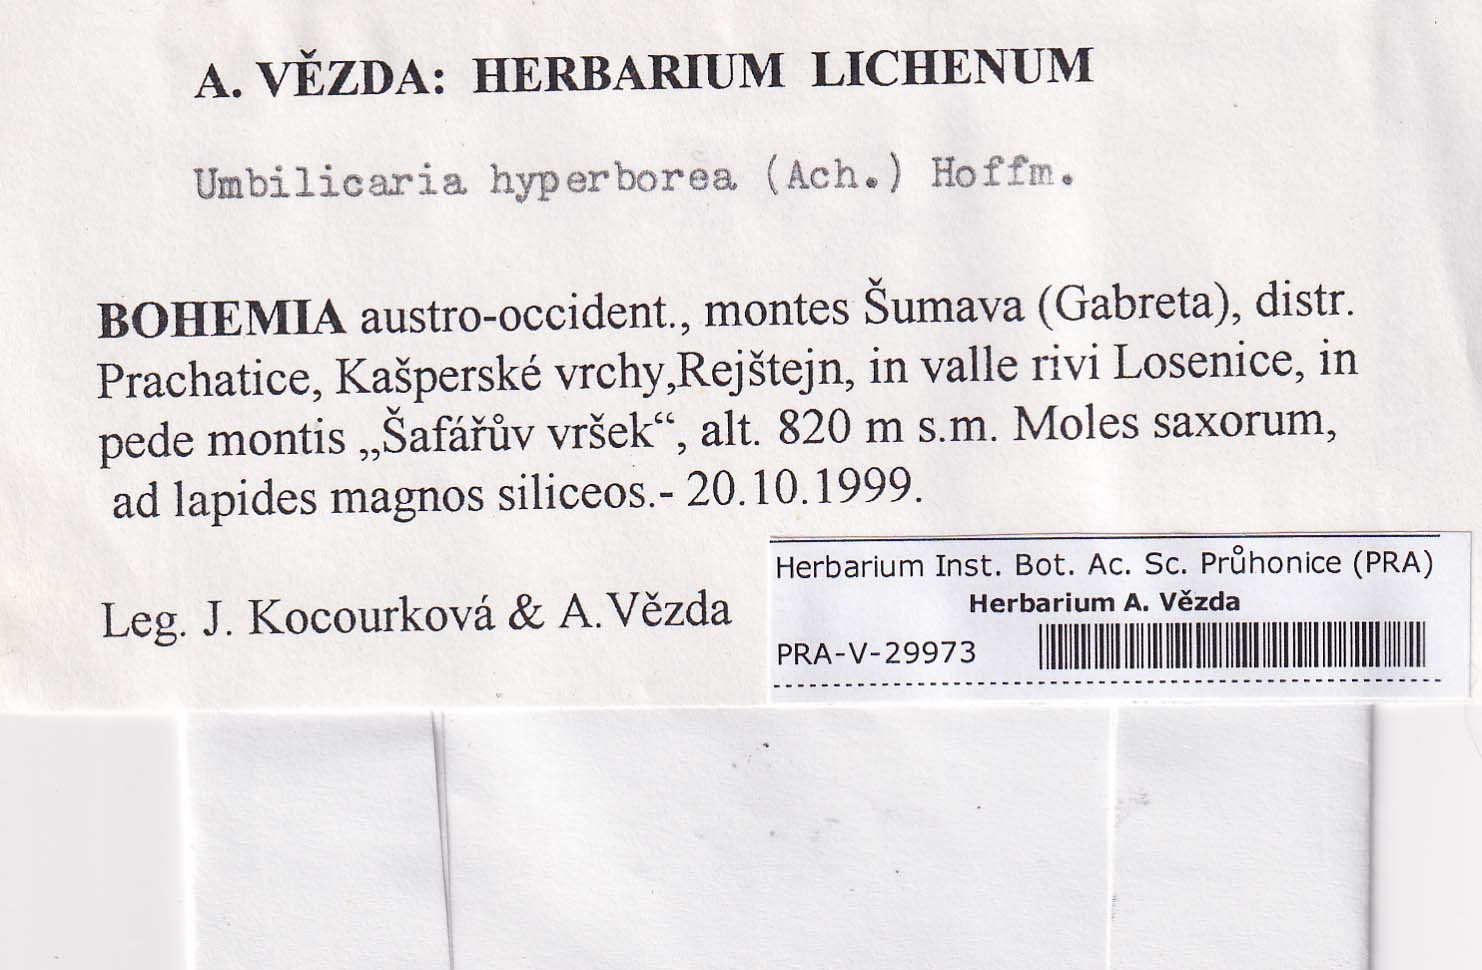 A. VĚZDA: HERBARIUM LICHENUM
Umbilicaria hyperborea (Ach.) Hoffm.
BOHEMIA austro-occident., montes Šumava (Gabreta), distr.
Prachatice, Kašperské vrchy,Rejštejn, in valle rivi Losenice, in
pede montis „Šafářův vršek“, alt. 820 m s.m. Moles saxorum,
ad lapides magnos siliceos.- 20.10.1999.
Leg. J. Kocourková & A.Vězda
Herbarium Inst. Bot. Ac. Sc. Průhonice (PRA)
Herbarium A. Vězda
PRA-V-29973